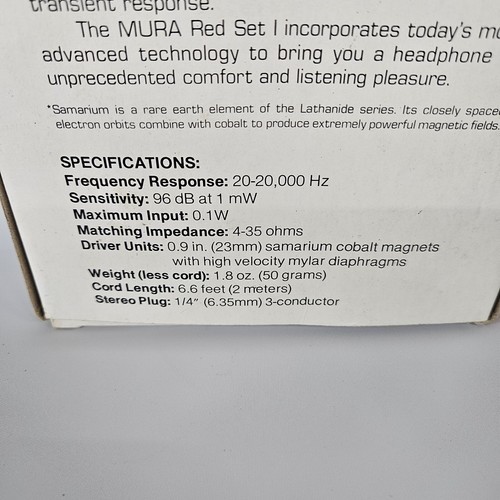 transient response.
The MURA Red Set I incorporates today's
advanced technology to bring you a headphone
unprecedented comfort and listening pleasure.
*Samarium is a rare earth element of the Lathanide series. Its closely
electron orbits combine with cobalt to produce extremely powerful magnetic fields.
SPECIFICATIONS:
Frequency Response: 20-20,000 Hz
Sensitivity: 96 dB at 1 mW
Maximum Input: 0.1W
Matching Impedance: 4-35 ohms
Driver Units: 0.9 in. (23mm) samarium cobalt magnets
with high velocity mylar diaphragms
Weight (less cord): 1.8 oz. (50 grams)
Cord Length: 6.6 feet (2 meters)
Stereo Plug: 1/4" (6.35mm) 3-conductor